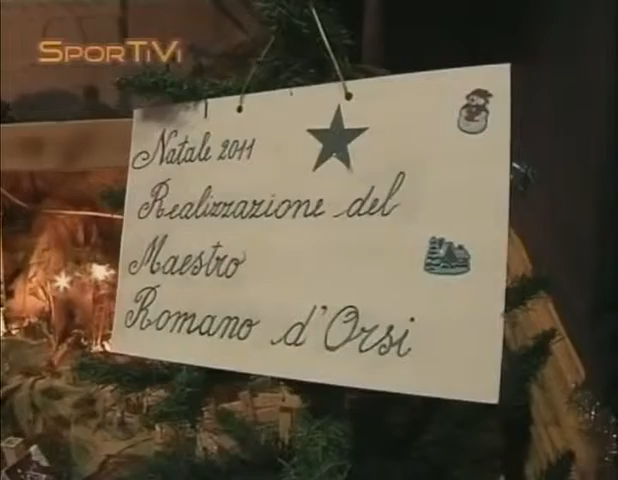 SPORTIVI
Natale 2011
Realizzazione del
Maestro
Romano d'Orsi